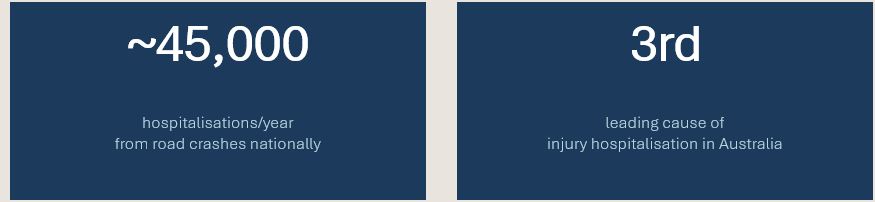 ~45,000
hospitalisations/year
from road crashes nationally
3rd
leading cause of
injury hospitalisation in Australia